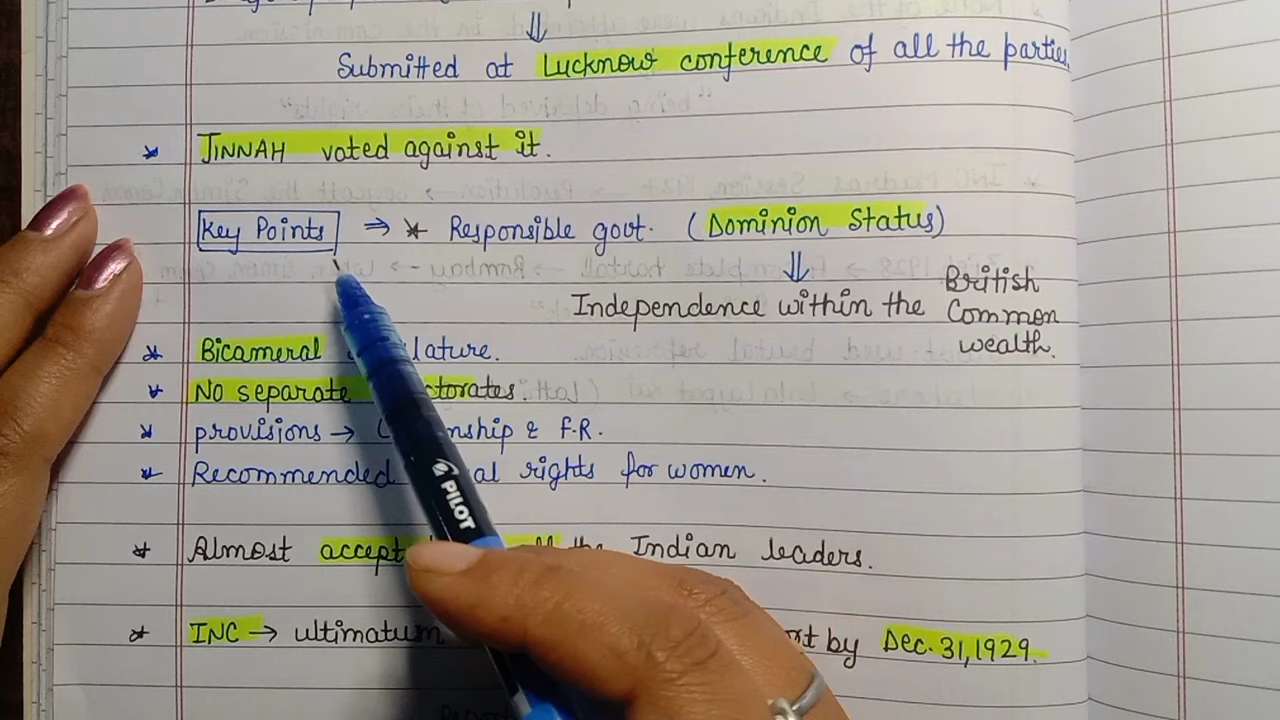 Submitted at Lucknow conference of all the parties
JINNAH voted against it.
Key Points ⇒ * Responsible govt. (Dominion Status)
⇓
Independence within the British Common wealth.
* Bicameral
* No separate
* provisions → & F.R.
* Recommended rights for women.
* Almost accept the Indian leaders.
* INC → ultimatum by Dec. 31, 1929.
PILOT